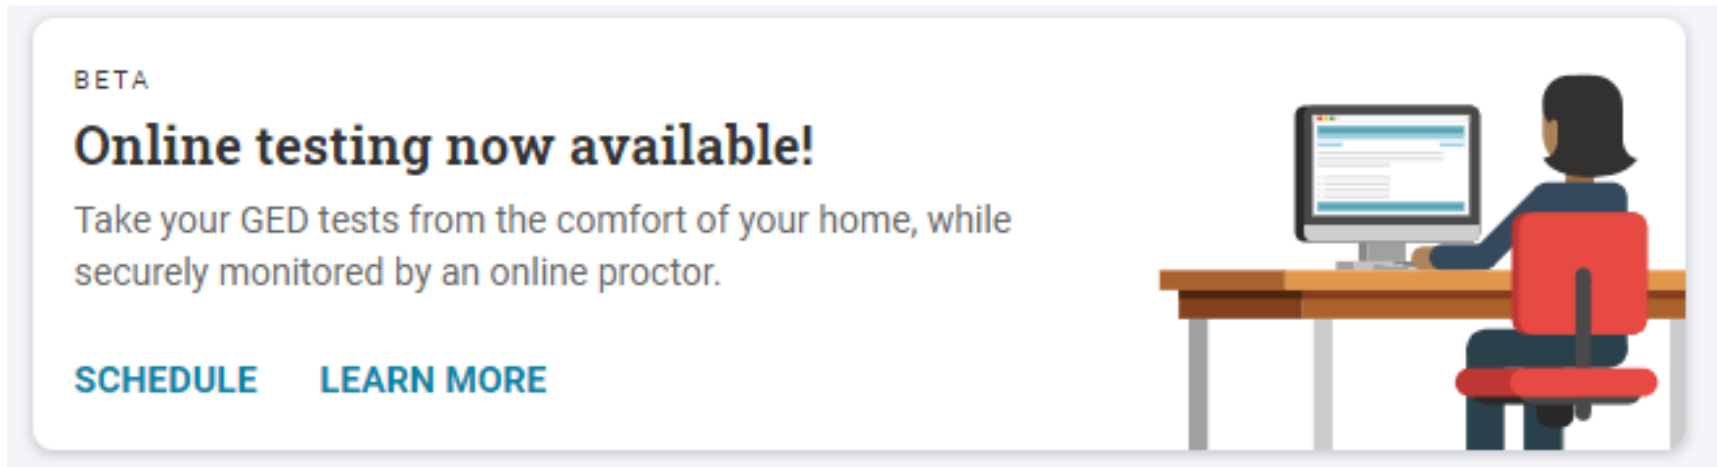 BETA
Online testing now available!
Take your GED tests from the comfort of your home, while
securely monitored by an online proctor.
SCHEDULE LEARN MORE